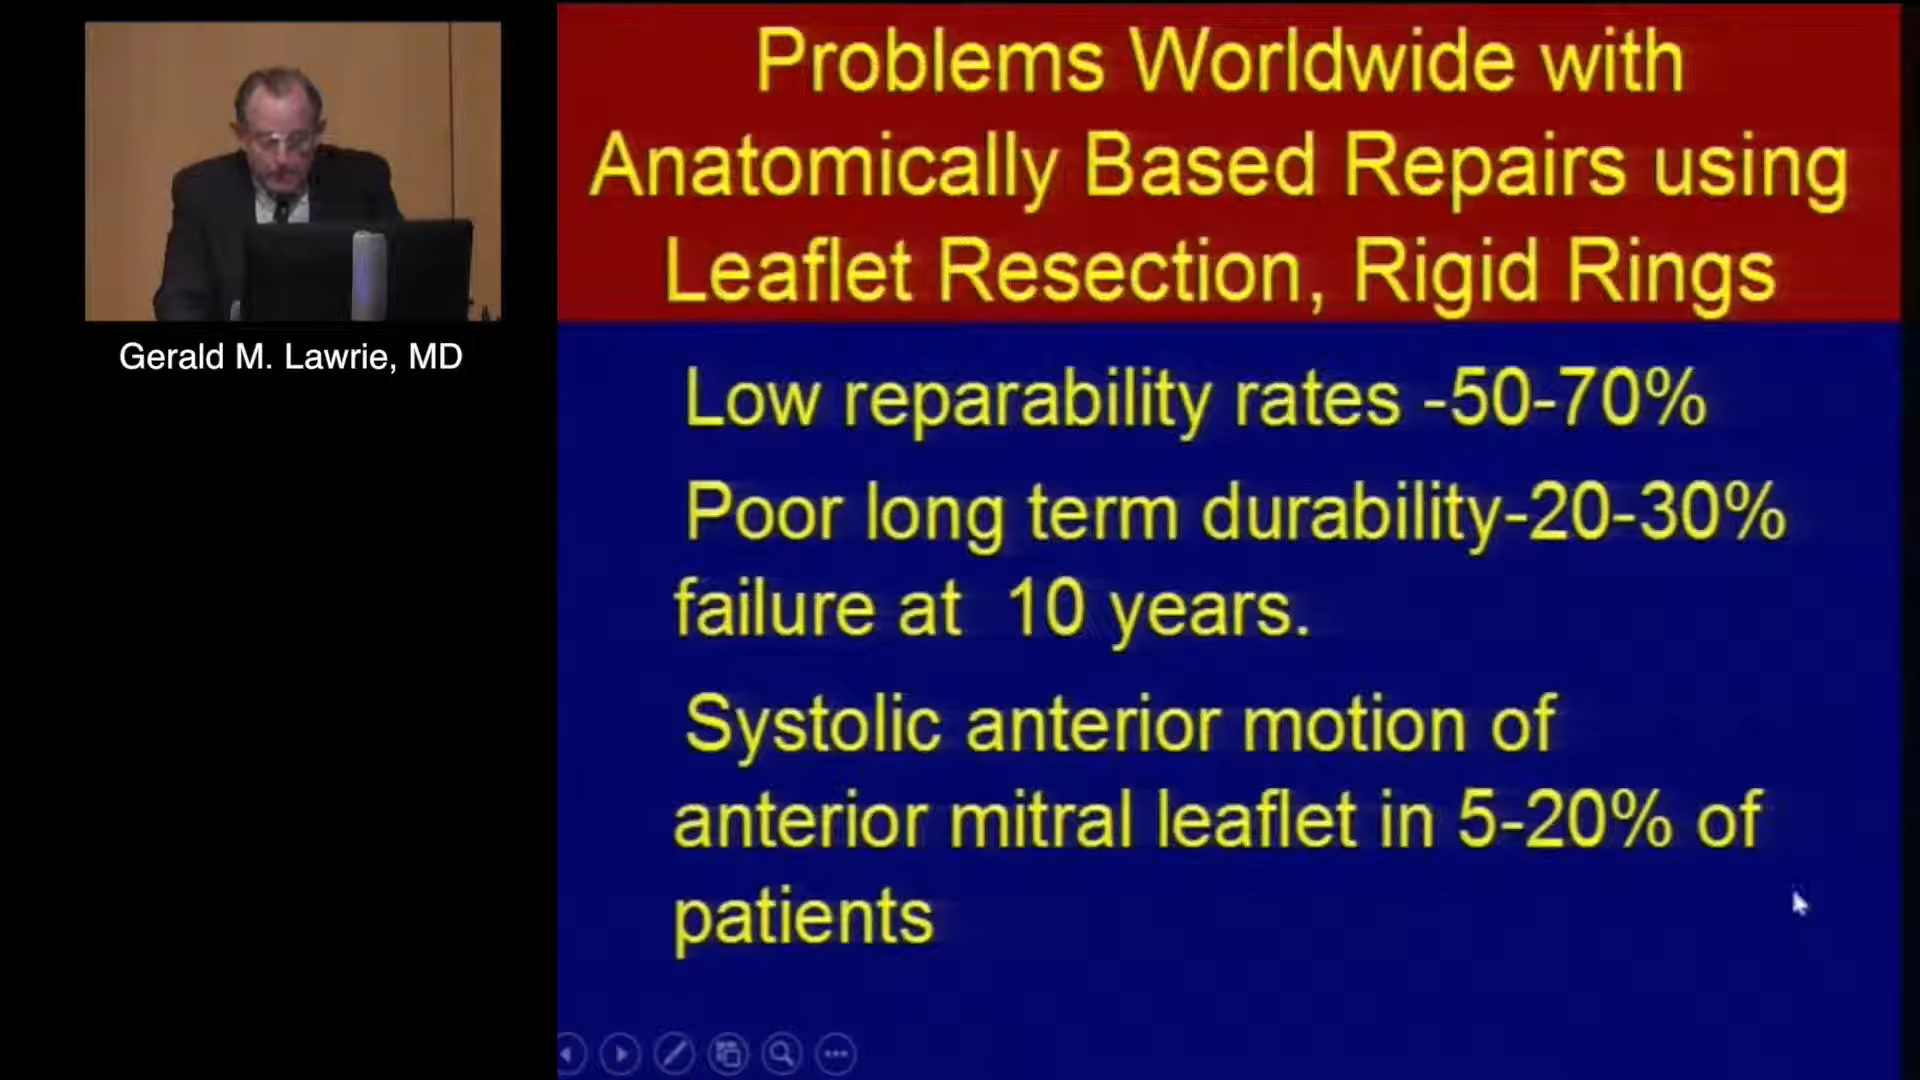 Gerald M. Lawrie, MD
Problems Worldwide with
Anatomically Based Repairs using
Leaflet Resection, Rigid Rings
Low reparability rates -50-70%
Poor long term durability-20-30%
failure at 10 years.
Systolic anterior motion of
anterior mitral leaflet in 5-20% of
patients